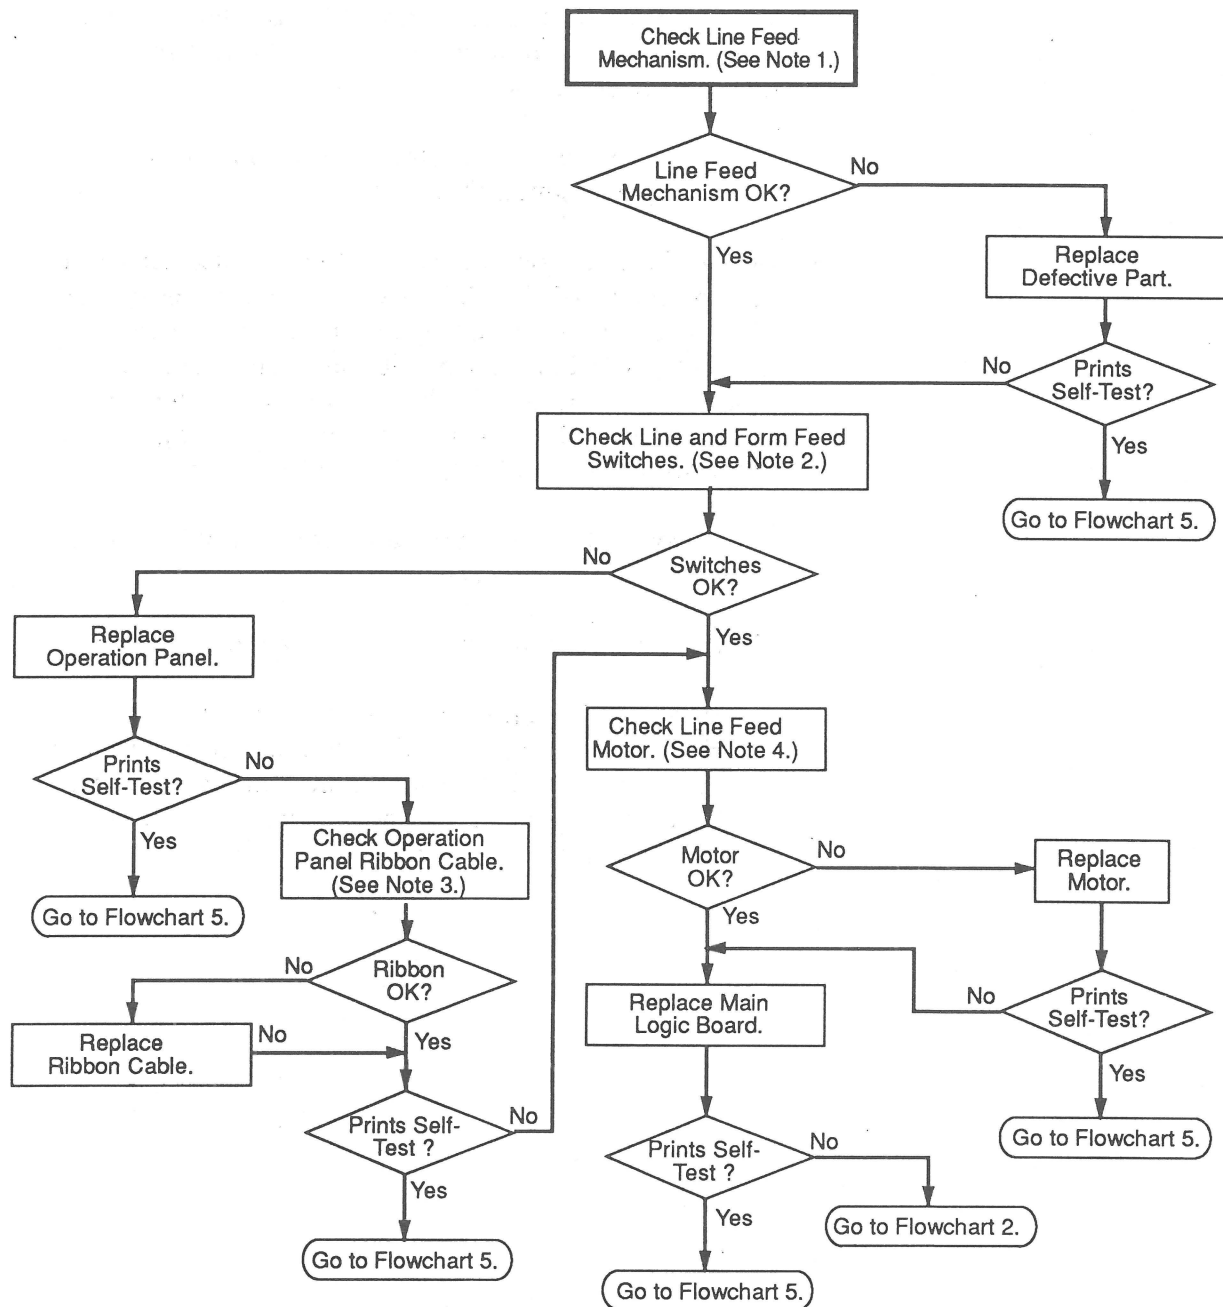 Check Line Feed
Mechanism. (See Note 1.)
Line Feed
Mechanism OK?
No
Yes
Replace
Defective Part.
No
Prints
Self-Test?
Yes
Go to Flowchart 5.
Check Line and Form Feed
Switches. (See Note 2.)
No
Switches
OK?
Yes
Replace
Operation Panel.
Prints
Self-Test?
No
Yes
Go to Flowchart 5.
Check Operation
Panel Ribbon Cable.
(See Note 3.)
No
Ribbon
OK?
Yes
Replace
Ribbon Cable.
No
Prints Self-
Test ?
No
Yes
Go to Flowchart 5.
Check Line Feed
Motor. (See Note 4.)
Motor
OK?
No
Yes
Replace
Motor.
No
Prints
Self-Test?
Yes
Go to Flowchart 5.
Replace Main
Logic Board.
Prints Self-
Test ?
No
Yes
Go to Flowchart 2.
Go to Flowchart 5.